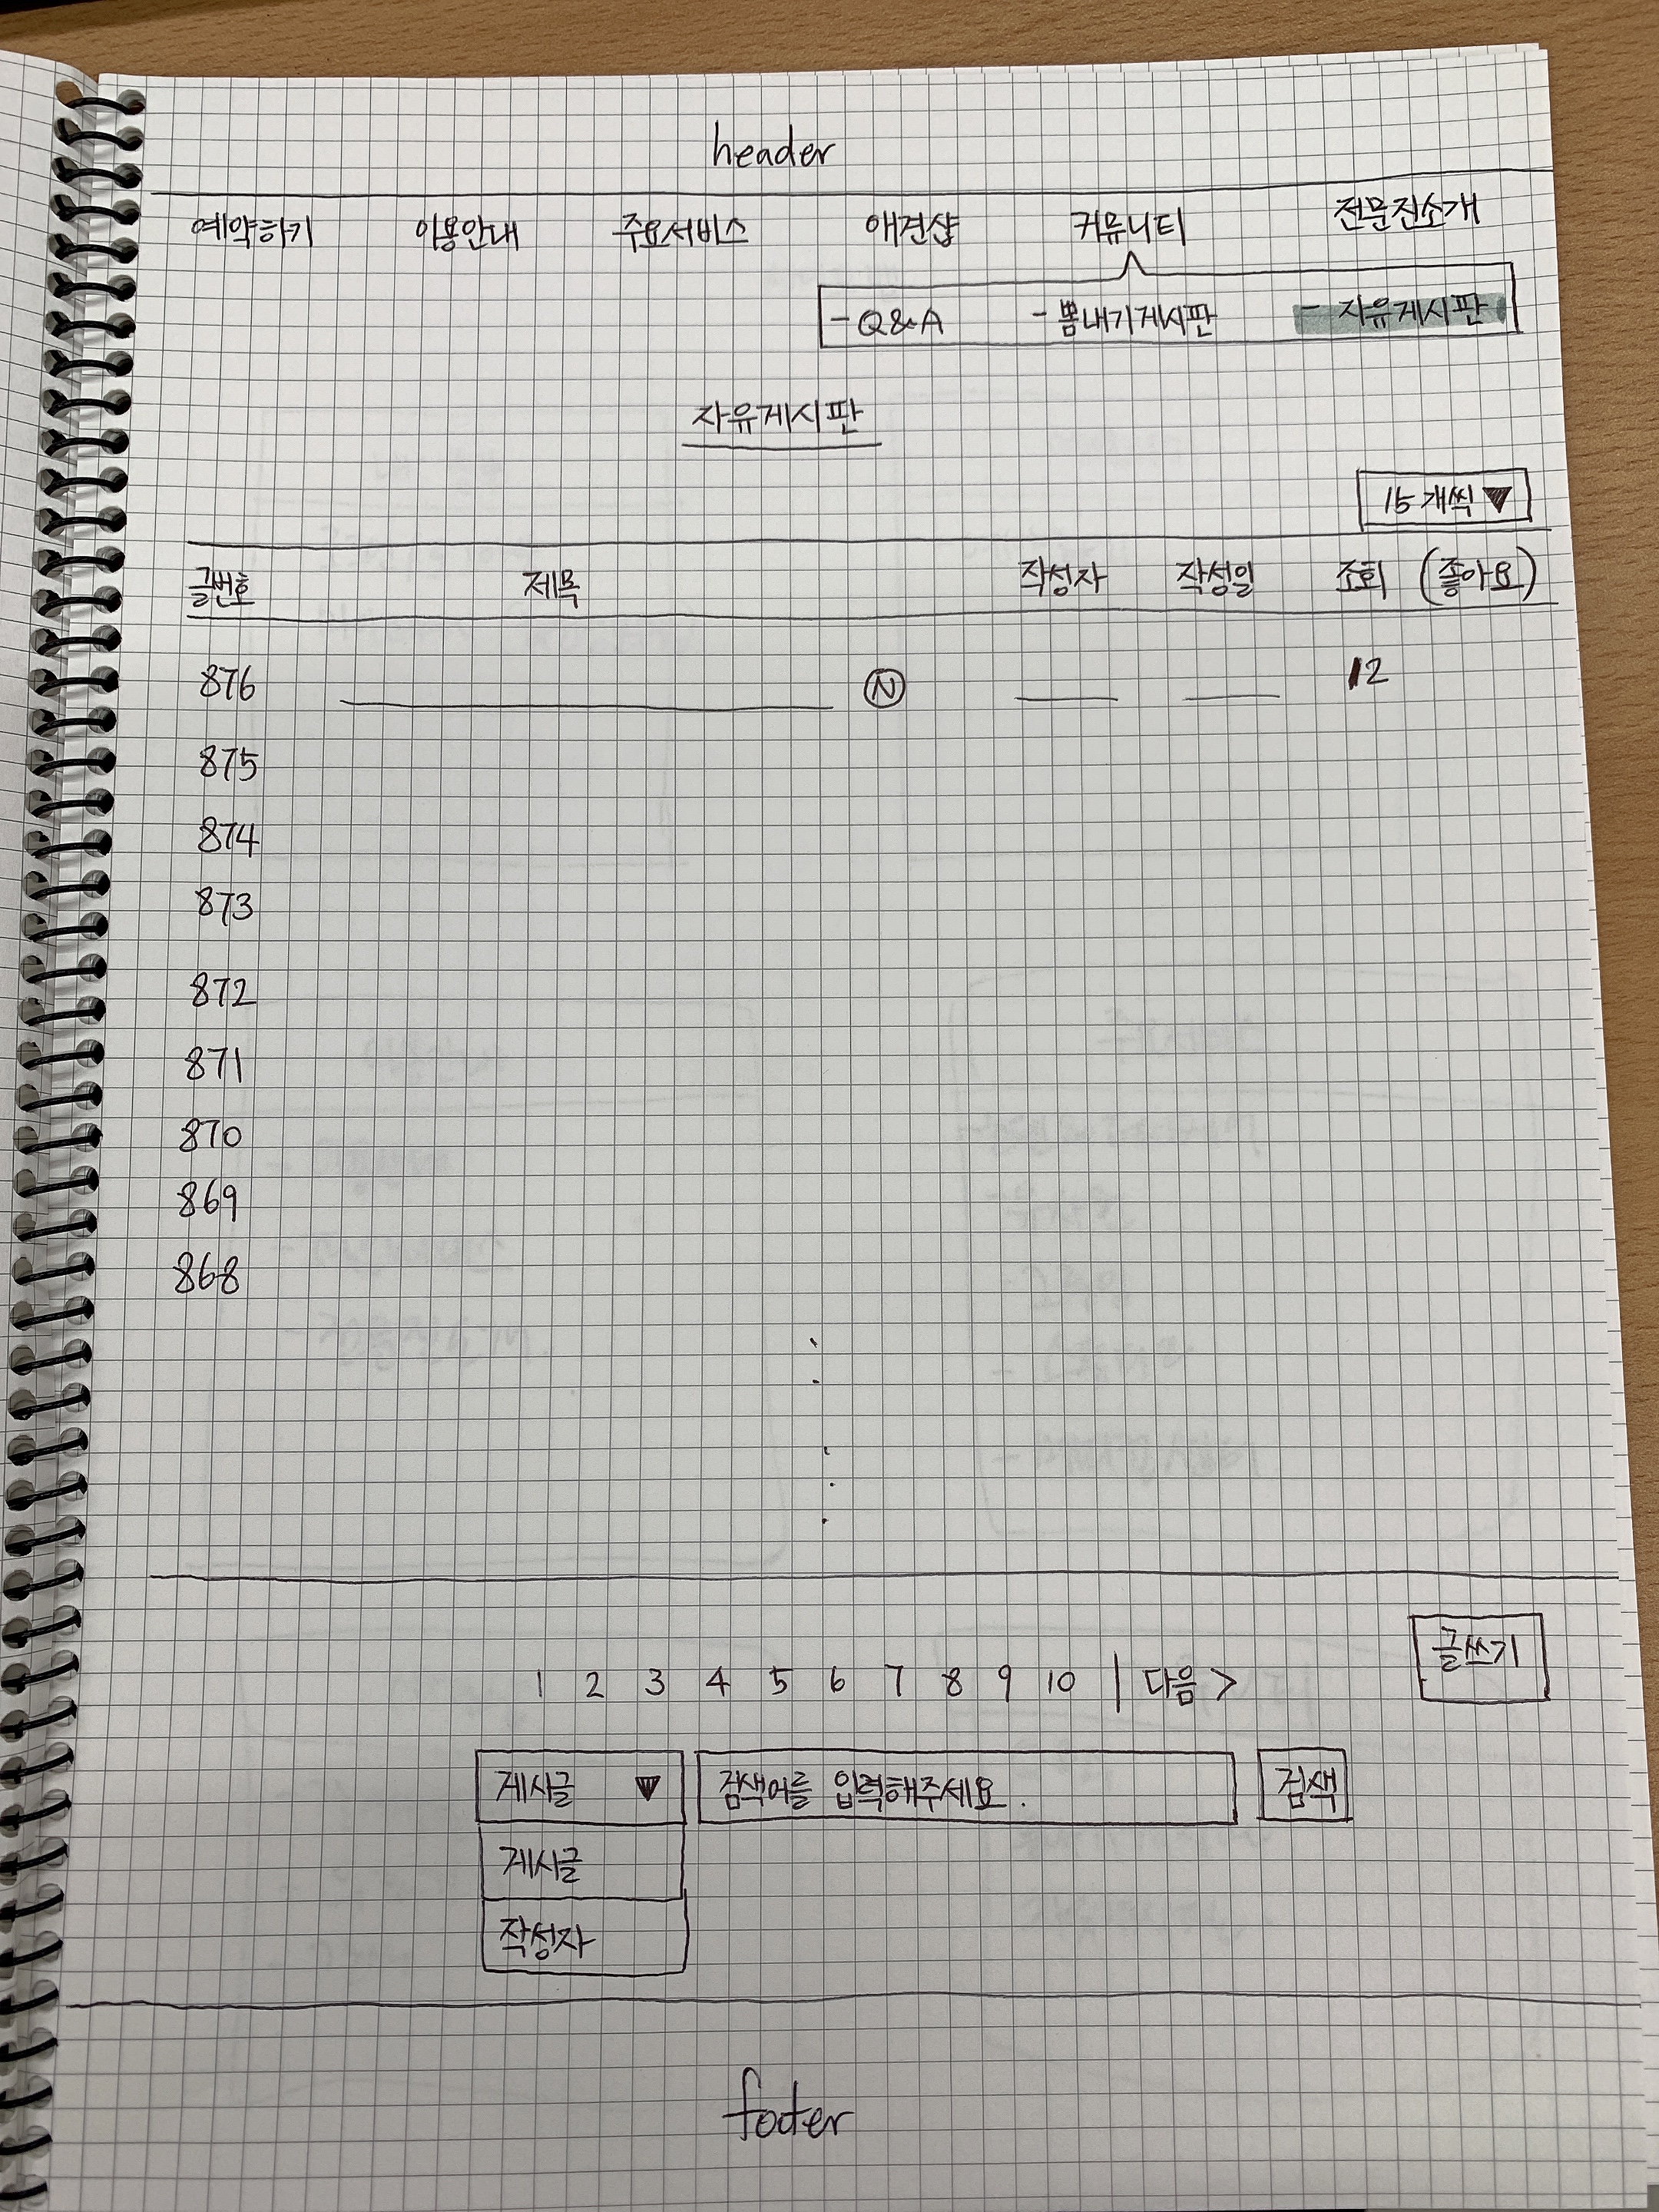 header
예약하기 이용안내 주요서비스 애견샵 커뮤니티 전문진소개
- Q&A - 뽐내기게시판 - 자유게시판
자유게시판
15개씩 ▼
글번호 제목 작성자 작성일 조회 (좋아요)
876 N 12
875
874
873
872
871
870
869
868
글쓰기
1 2 3 4 5 6 7 8 9 10 | 다음 >
게시글 ▼ 검색어를 입력해주세요. 검색
게시글
작성자
footer